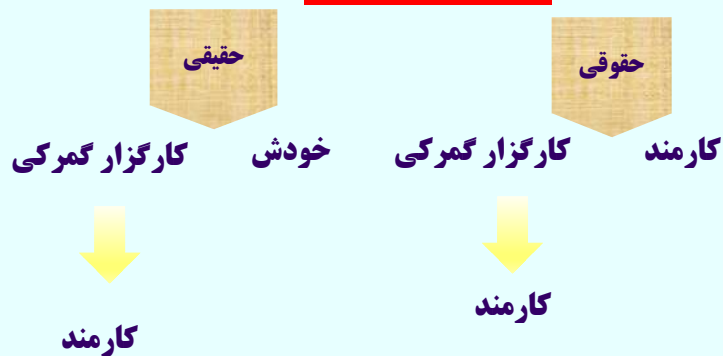 حقوقی
حقیقی
کارمند
کارگزار گمرکی
خودش
کارگزار گمرکی
کارمند
کارمند